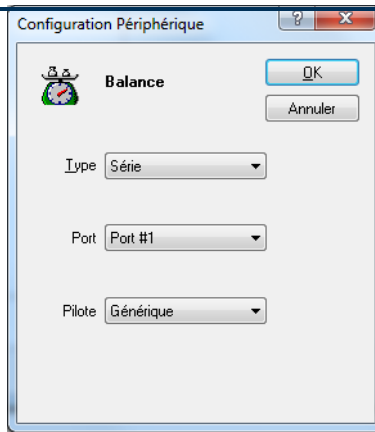 Configuration Périphérique
?
X
Balance
OK
Annuler
Type Série
Port Port #1
Pilote Générique